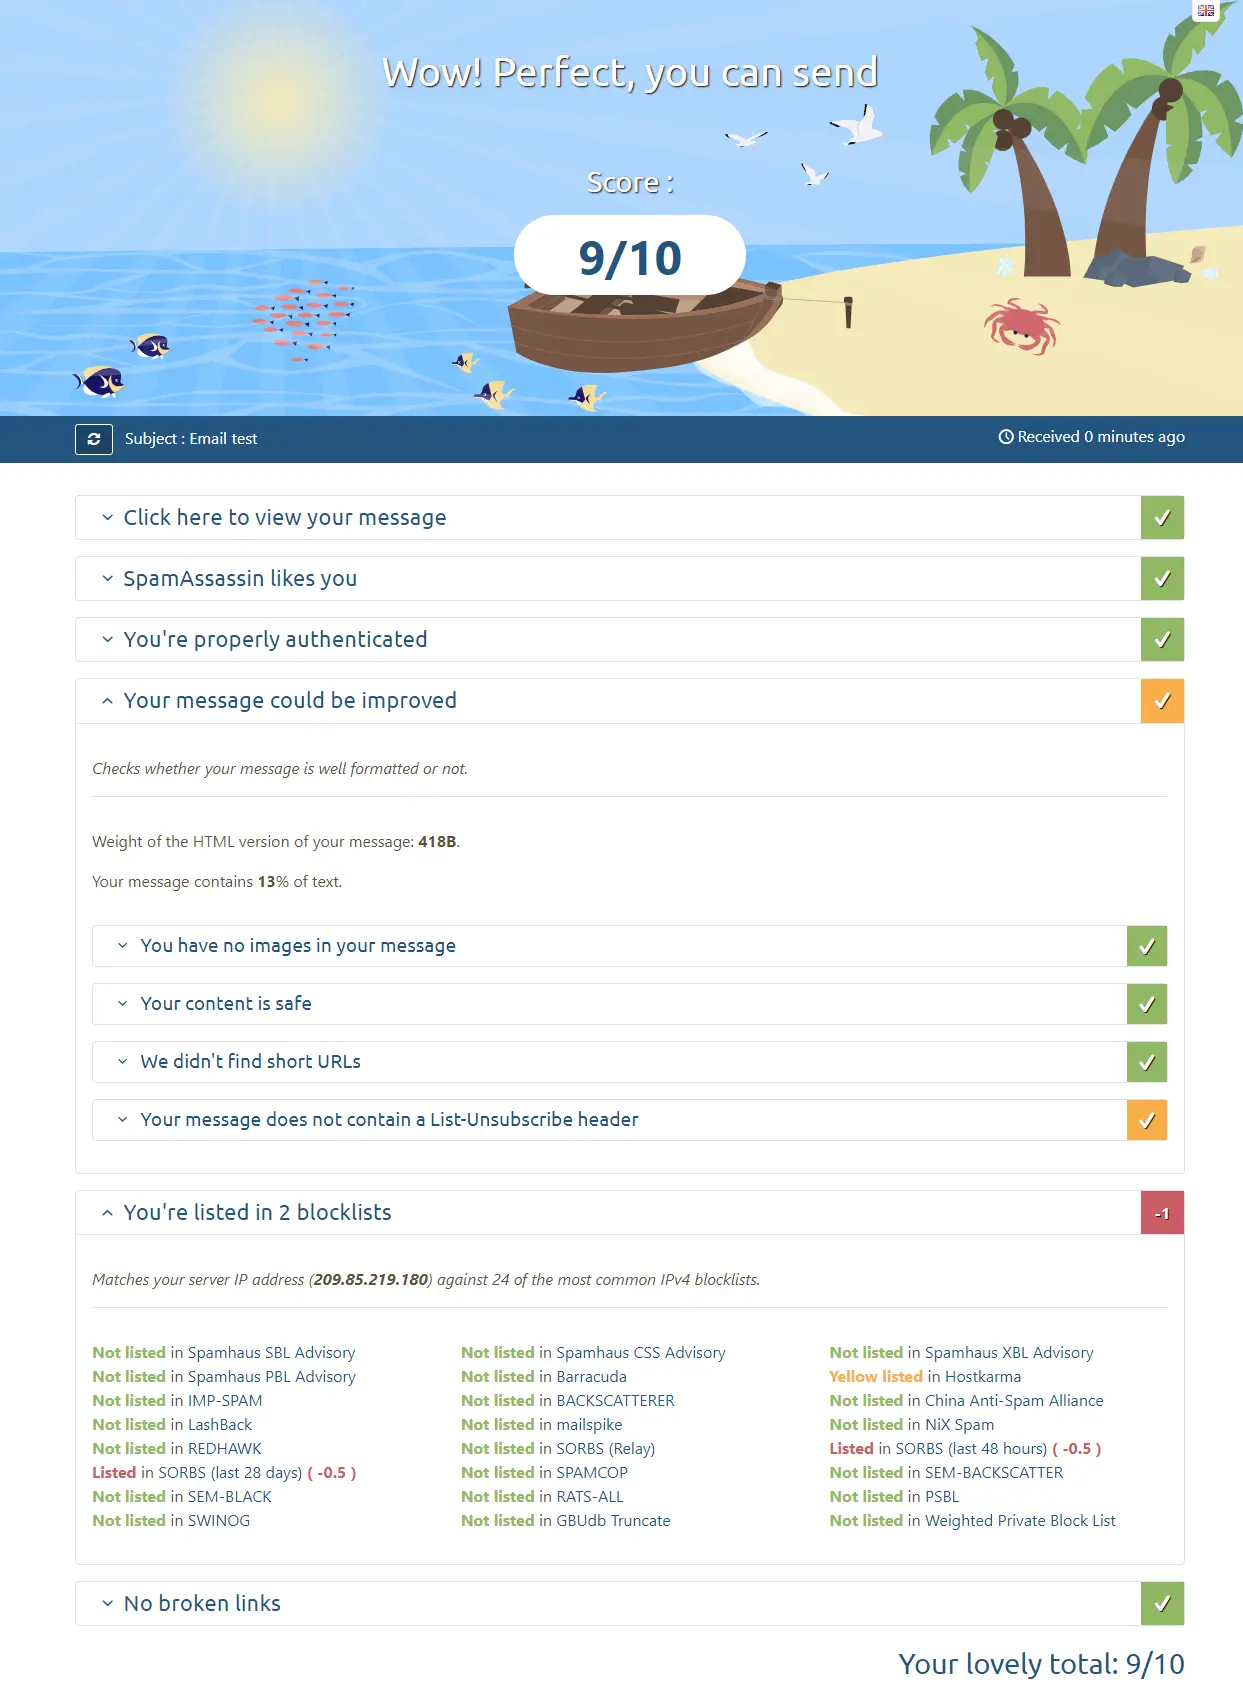 Wow! Perfect, you can send
Score :
9/10
Subject : Email test
Received 0 minutes ago
Click here to view your message
SpamAssassin likes you
You're properly authenticated
Your message could be improved
Checks whether your message is well formatted or not.
Weight of the HTML version of your message: 418B.
Your message contains 13% of text.
You have no images in your message
Your content is safe
We didn't find short URLs
Your message does not contain a List-Unsubscribe header
You're listed in 2 blocklists
-1
Matches your server IP address (209.85.219.180) against 24 of the most common IPv4 blocklists.
Not listed in Spamhaus SBL Advisory
Not listed in Spamhaus CSS Advisory
Not listed in Spamhaus XBL Advisory
Not listed in Spamhaus PBL Advisory
Not listed in Barracuda
Yellow listed in Hostkarma
Not listed in IMP-SPAM
Not listed in BACKSCATTERER
Not listed in China Anti-Spam Alliance
Not listed in LashBack
Not listed in mailspike
Not listed in NiX Spam
Not listed in REDHAWK
Not listed in SORBS (Relay)
Listed in SORBS (last 48 hours) ( -0.5 )
Listed in SORBS (last 28 days) ( -0.5 )
Not listed in SPAMCOP
Not listed in SEM-BACKSCATTER
Not listed in SEM-BLACK
Not listed in RATS-ALL
Not listed in PSBL
Not listed in SWINOG
Not listed in GBUdb Truncate
Not listed in Weighted Private Block List
No broken links
Your lovely total: 9/10